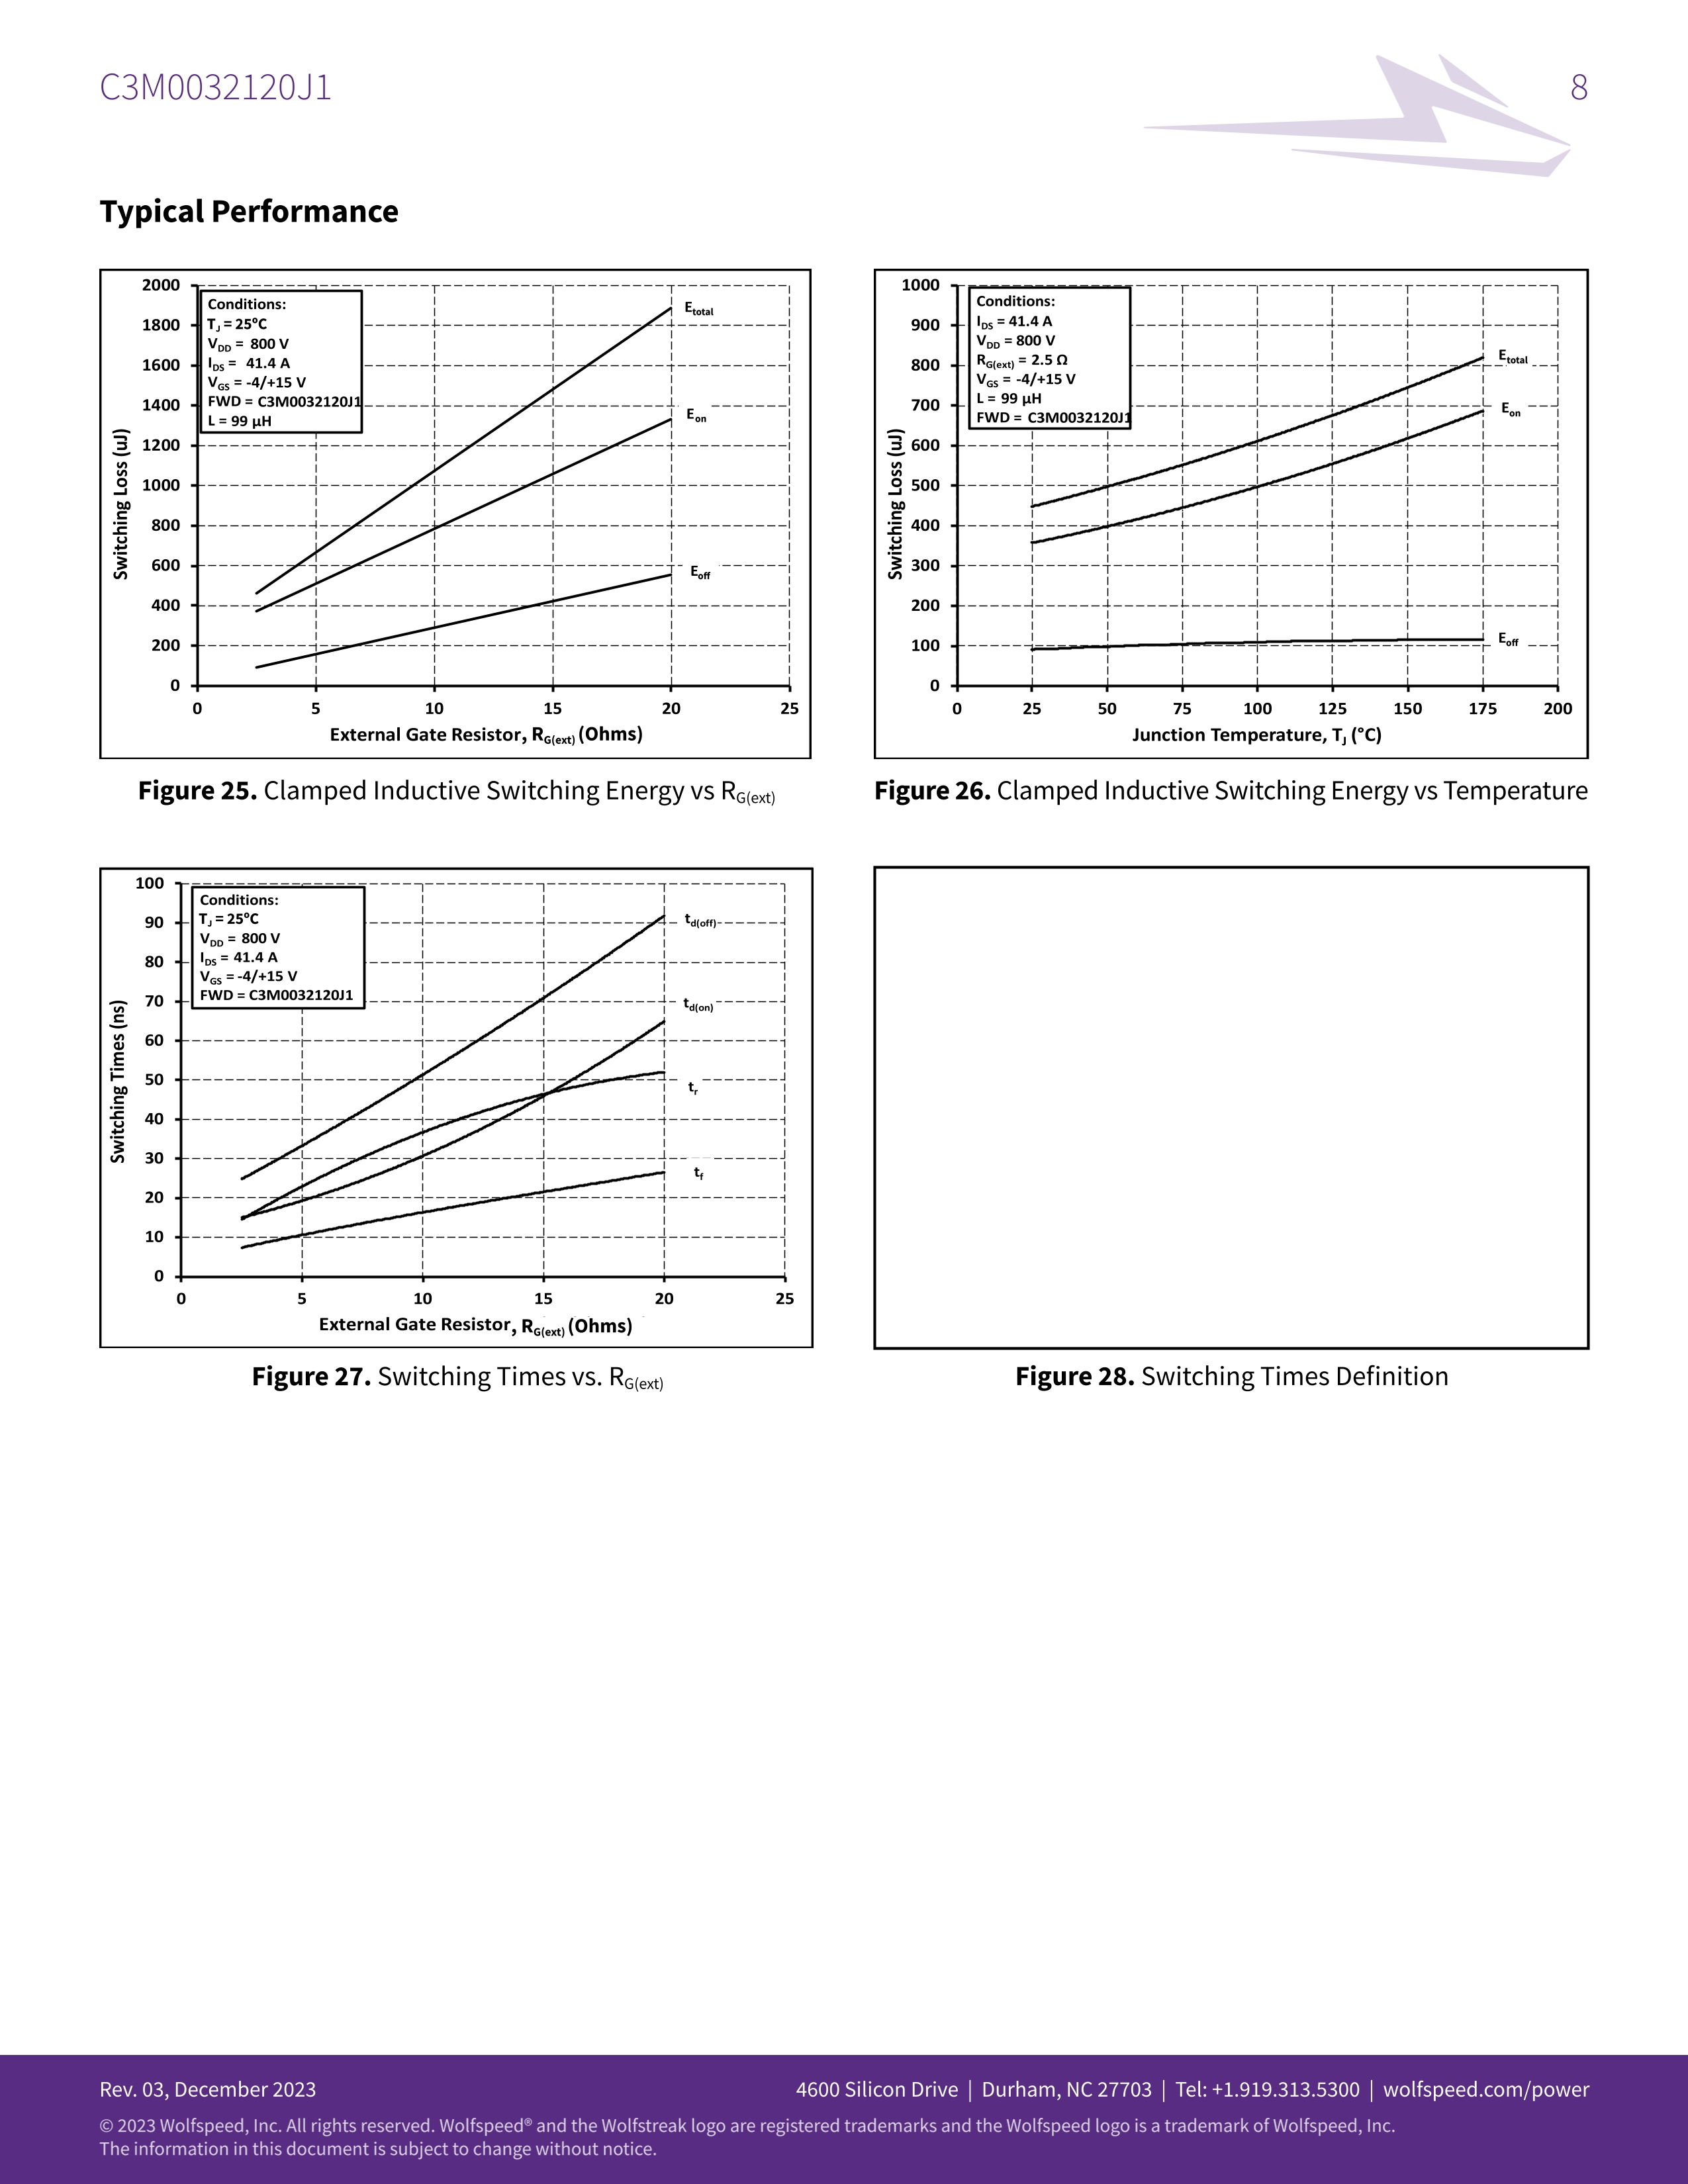 C3M0032120J1
8
Typical Performance
2000
1800
1600
1400
1200
1000
800
600
400
200
0
Switching Loss (uJ)
Conditions:
TJ = 25°C
VDD = 800 V
IDS = 41.4 A
VGS = -4/+15 V
FWD = C3M0032120J1
L = 99 μH
Etotal
Eon
Eoff
0 5 10 15 20 25
External Gate Resistor, RG(ext) (Ohms)
Figure 25. Clamped Inductive Switching Energy vs RG(ext)
1000
900
800
700
600
500
400
300
200
100
0
Switching Loss (uJ)
Conditions:
IDS = 41.4 A
VDD = 800 V
RG(ext) = 2.5 Ω
VGS = -4/+15 V
L = 99 μH
FWD = C3M0032120J1
Etotal
Eon
Eoff
0 25 50 75 100 125 150 175 200
Junction Temperature, TJ (°C)
Figure 26. Clamped Inductive Switching Energy vs Temperature
100
90
80
70
60
50
40
30
20
10
0
Switching Times (ns)
Conditions:
TJ = 25°C
VDD = 800 V
IDS = 41.4 A
VGS = -4/+15 V
FWD = C3M0032120J1
td(off)
td(on)
tr
tf
0 5 10 15 20 25
External Gate Resistor, RG(ext) (Ohms)
Figure 27. Switching Times vs. RG(ext)
Figure 28. Switching Times Definition
Rev. 03, December 2023
4600 Silicon Drive | Durham, NC 27703 | Tel: +1.919.313.5300 | wolfspeed.com/power
© 2023 Wolfspeed, Inc. All rights reserved. Wolfspeed® and the Wolfstreak logo are registered trademarks and the Wolfspeed logo is a trademark of Wolfspeed, Inc.
The information in this document is subject to change without notice.